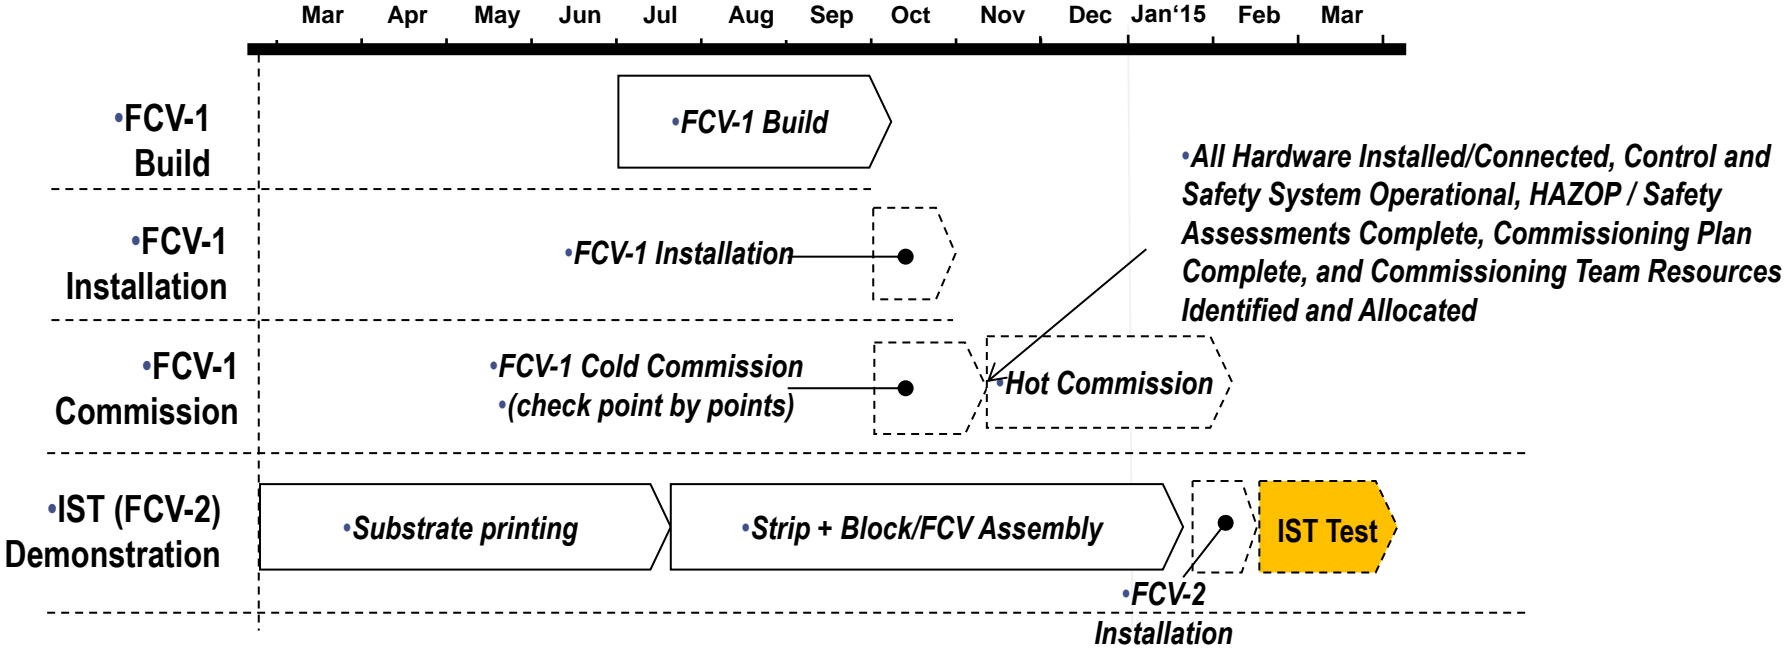 Mar Apr May Jun Jul Aug Sep Oct Nov Dec Jan‘15 Feb Mar
•FCV-1
Build
•FCV-1 Build
•All Hardware Installed/Connected, Control and
Safety System Operational, HAZOP / Safety
Assessments Complete, Commissioning Plan
Complete, and Commissioning Team Resources
Identified and Allocated
•FCV-1
Installation
•FCV-1 Installation
•FCV-1
Commission
•FCV-1 Cold Commission
•(check point by points)
•Hot Commission
•IST (FCV-2)
Demonstration
•Substrate printing
•Strip + Block/FCV Assembly
•FCV-2
Installation
IST Test